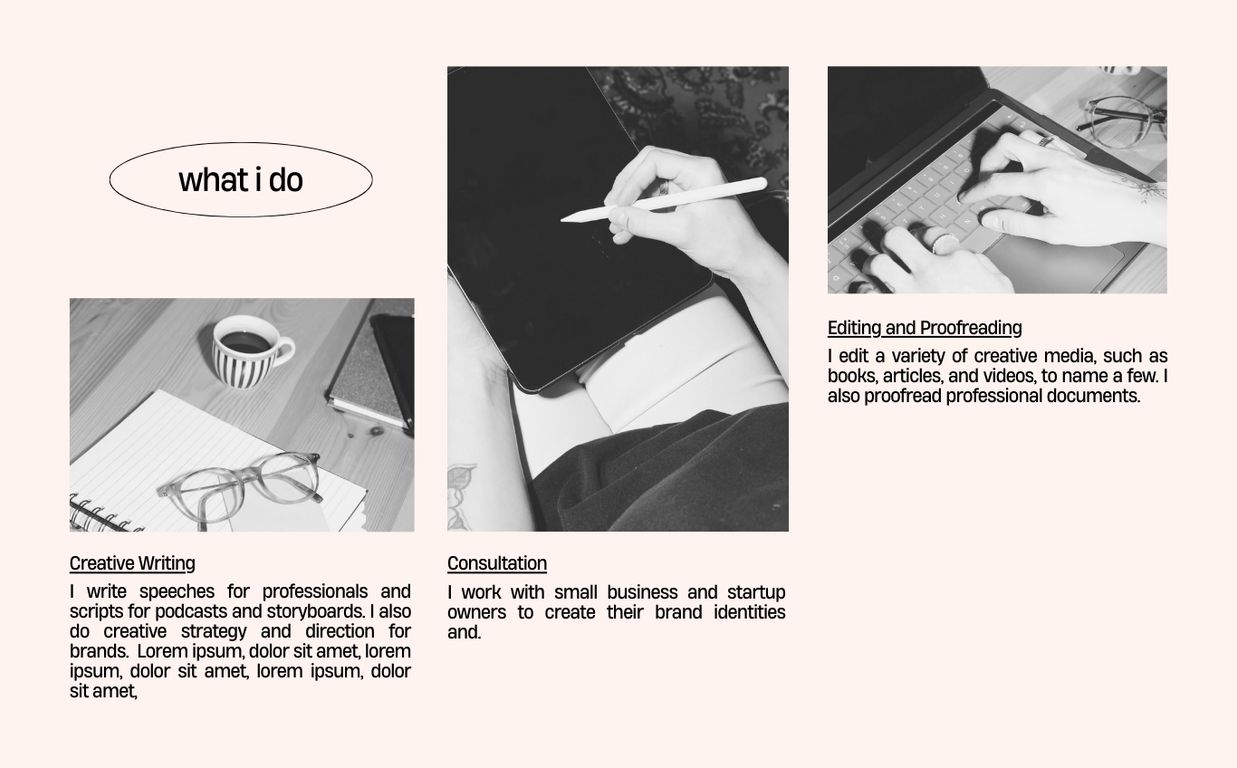 what i do
Creative Writing
I write speeches for professionals and
scripts for podcasts and storyboards. I also
do creative strategy and direction for
brands. Lorem ipsum, dolor sit amet, lorem
ipsum, dolor sit amet, lorem ipsum, dolor
sit amet,
Consultation
I work with small business and startup
owners to create their brand identities
and.
Editing and Proofreading
I edit a variety of creative media, such as
books, articles, and videos, to name a few. I
also proofread professional documents.